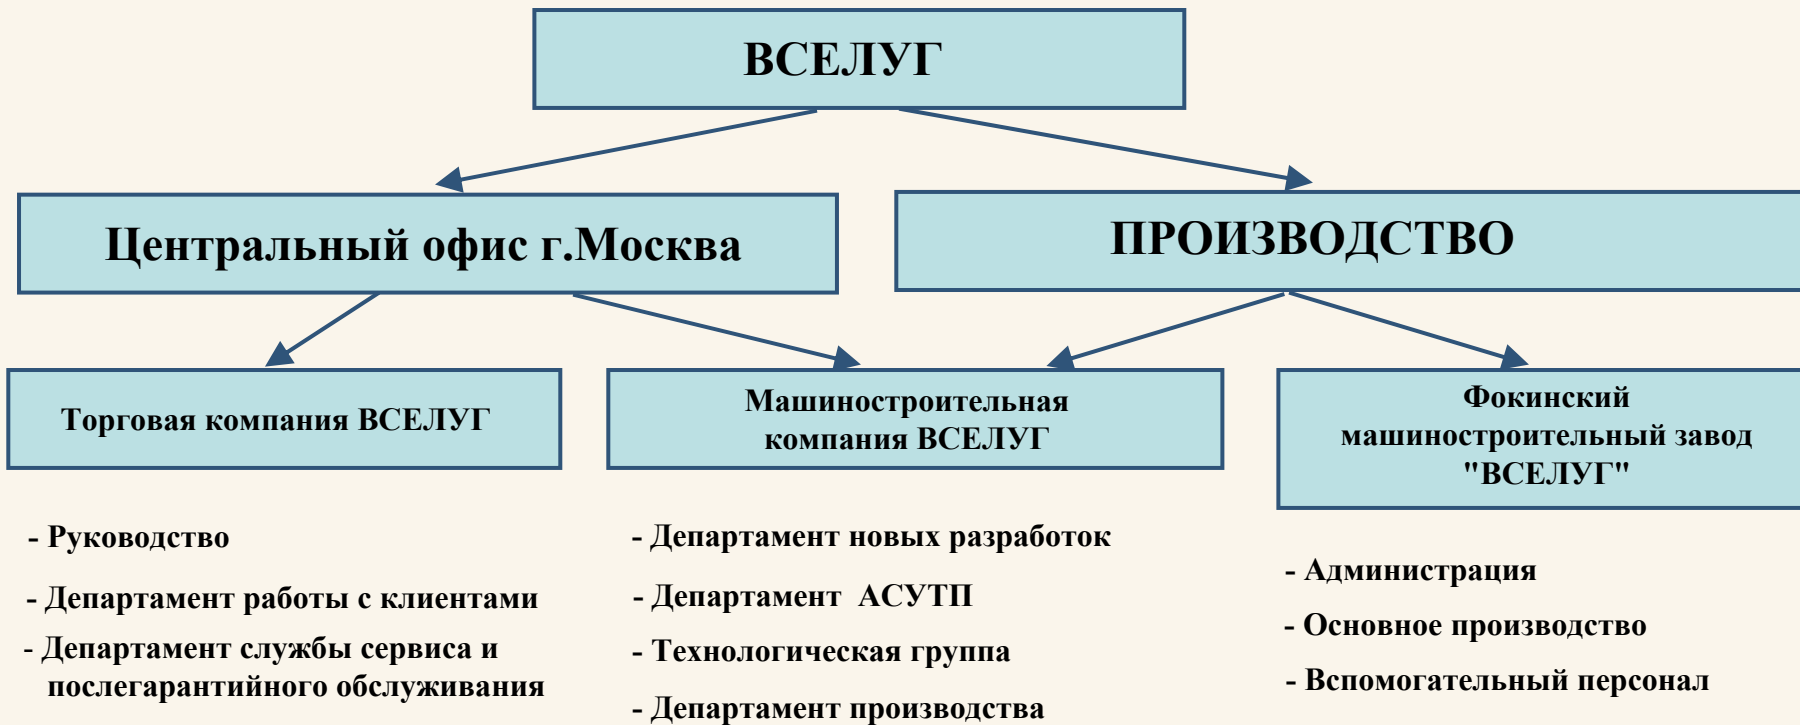 ВСЕЛУГ
Центральный офис г.Москва
ПРОИЗВОДСТВО
Торговая компания ВСЕЛУГ
Машиностроительная
компания ВСЕЛУГ
Фокинский
машиностроительный завод
"ВСЕЛУГ"
- Руководство
- Департамент работы с клиентами
- Департамент службы сервиса и
послегарантийного обслуживания
- Департамент новых разработок
- Департамент АСУТП
- Технологическая группа
- Департамент производства
- Администрация
- Основное производство
- Вспомогательный персонал